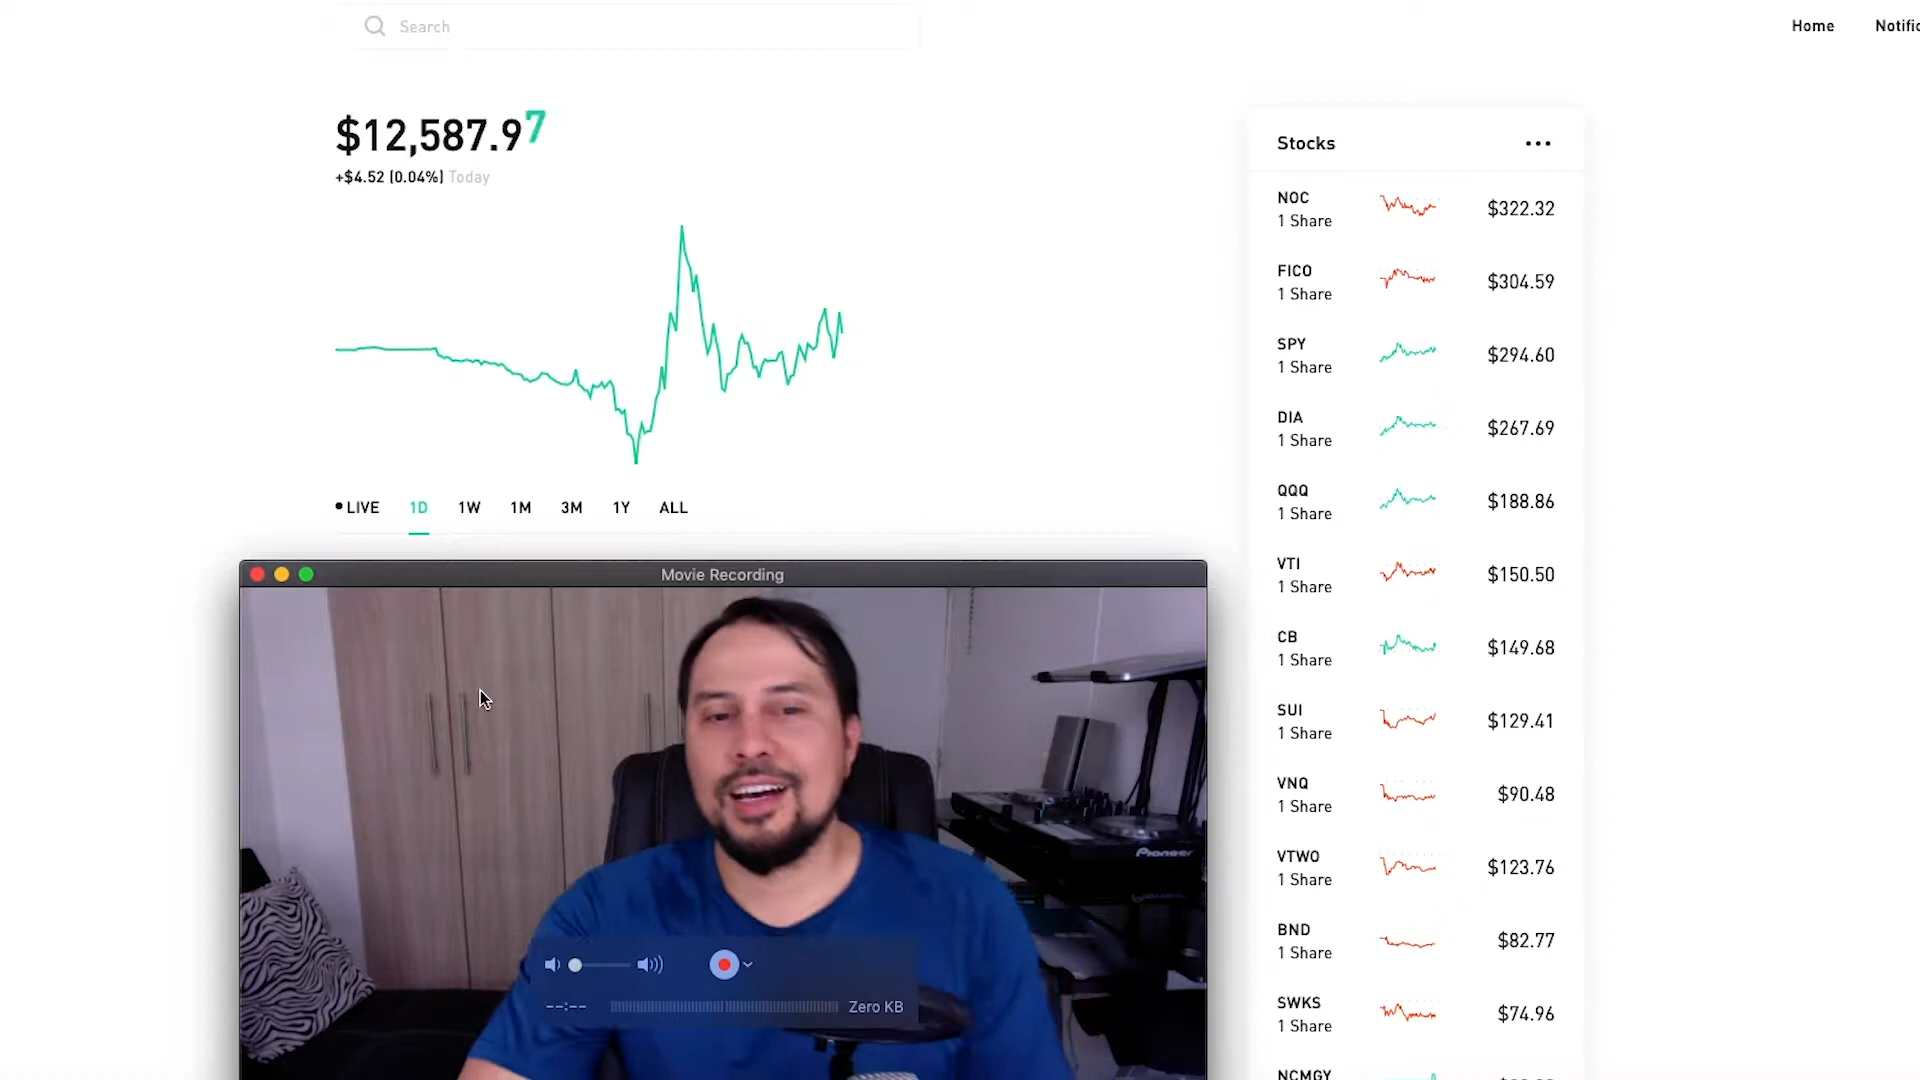 Search
Home
Notific
$12,587.97
+$4.52 (0.04%) Today
LIVE 1D 1W 1M 3M 1Y ALL
Stocks
NOC
1 Share
$322.32
FICO
1 Share
$304.59
SPY
1 Share
$294.60
DIA
1 Share
$267.69
QQQ
1 Share
$188.86
VTI
1 Share
$150.50
CB
1 Share
$149.68
SUI
1 Share
$129.41
VNQ
1 Share
$90.48
VTWO
1 Share
$123.76
BND
1 Share
$82.77
SWKS
1 Share
$74.96
NCMGY
Movie Recording
Pioneer
--:--
Zero KB